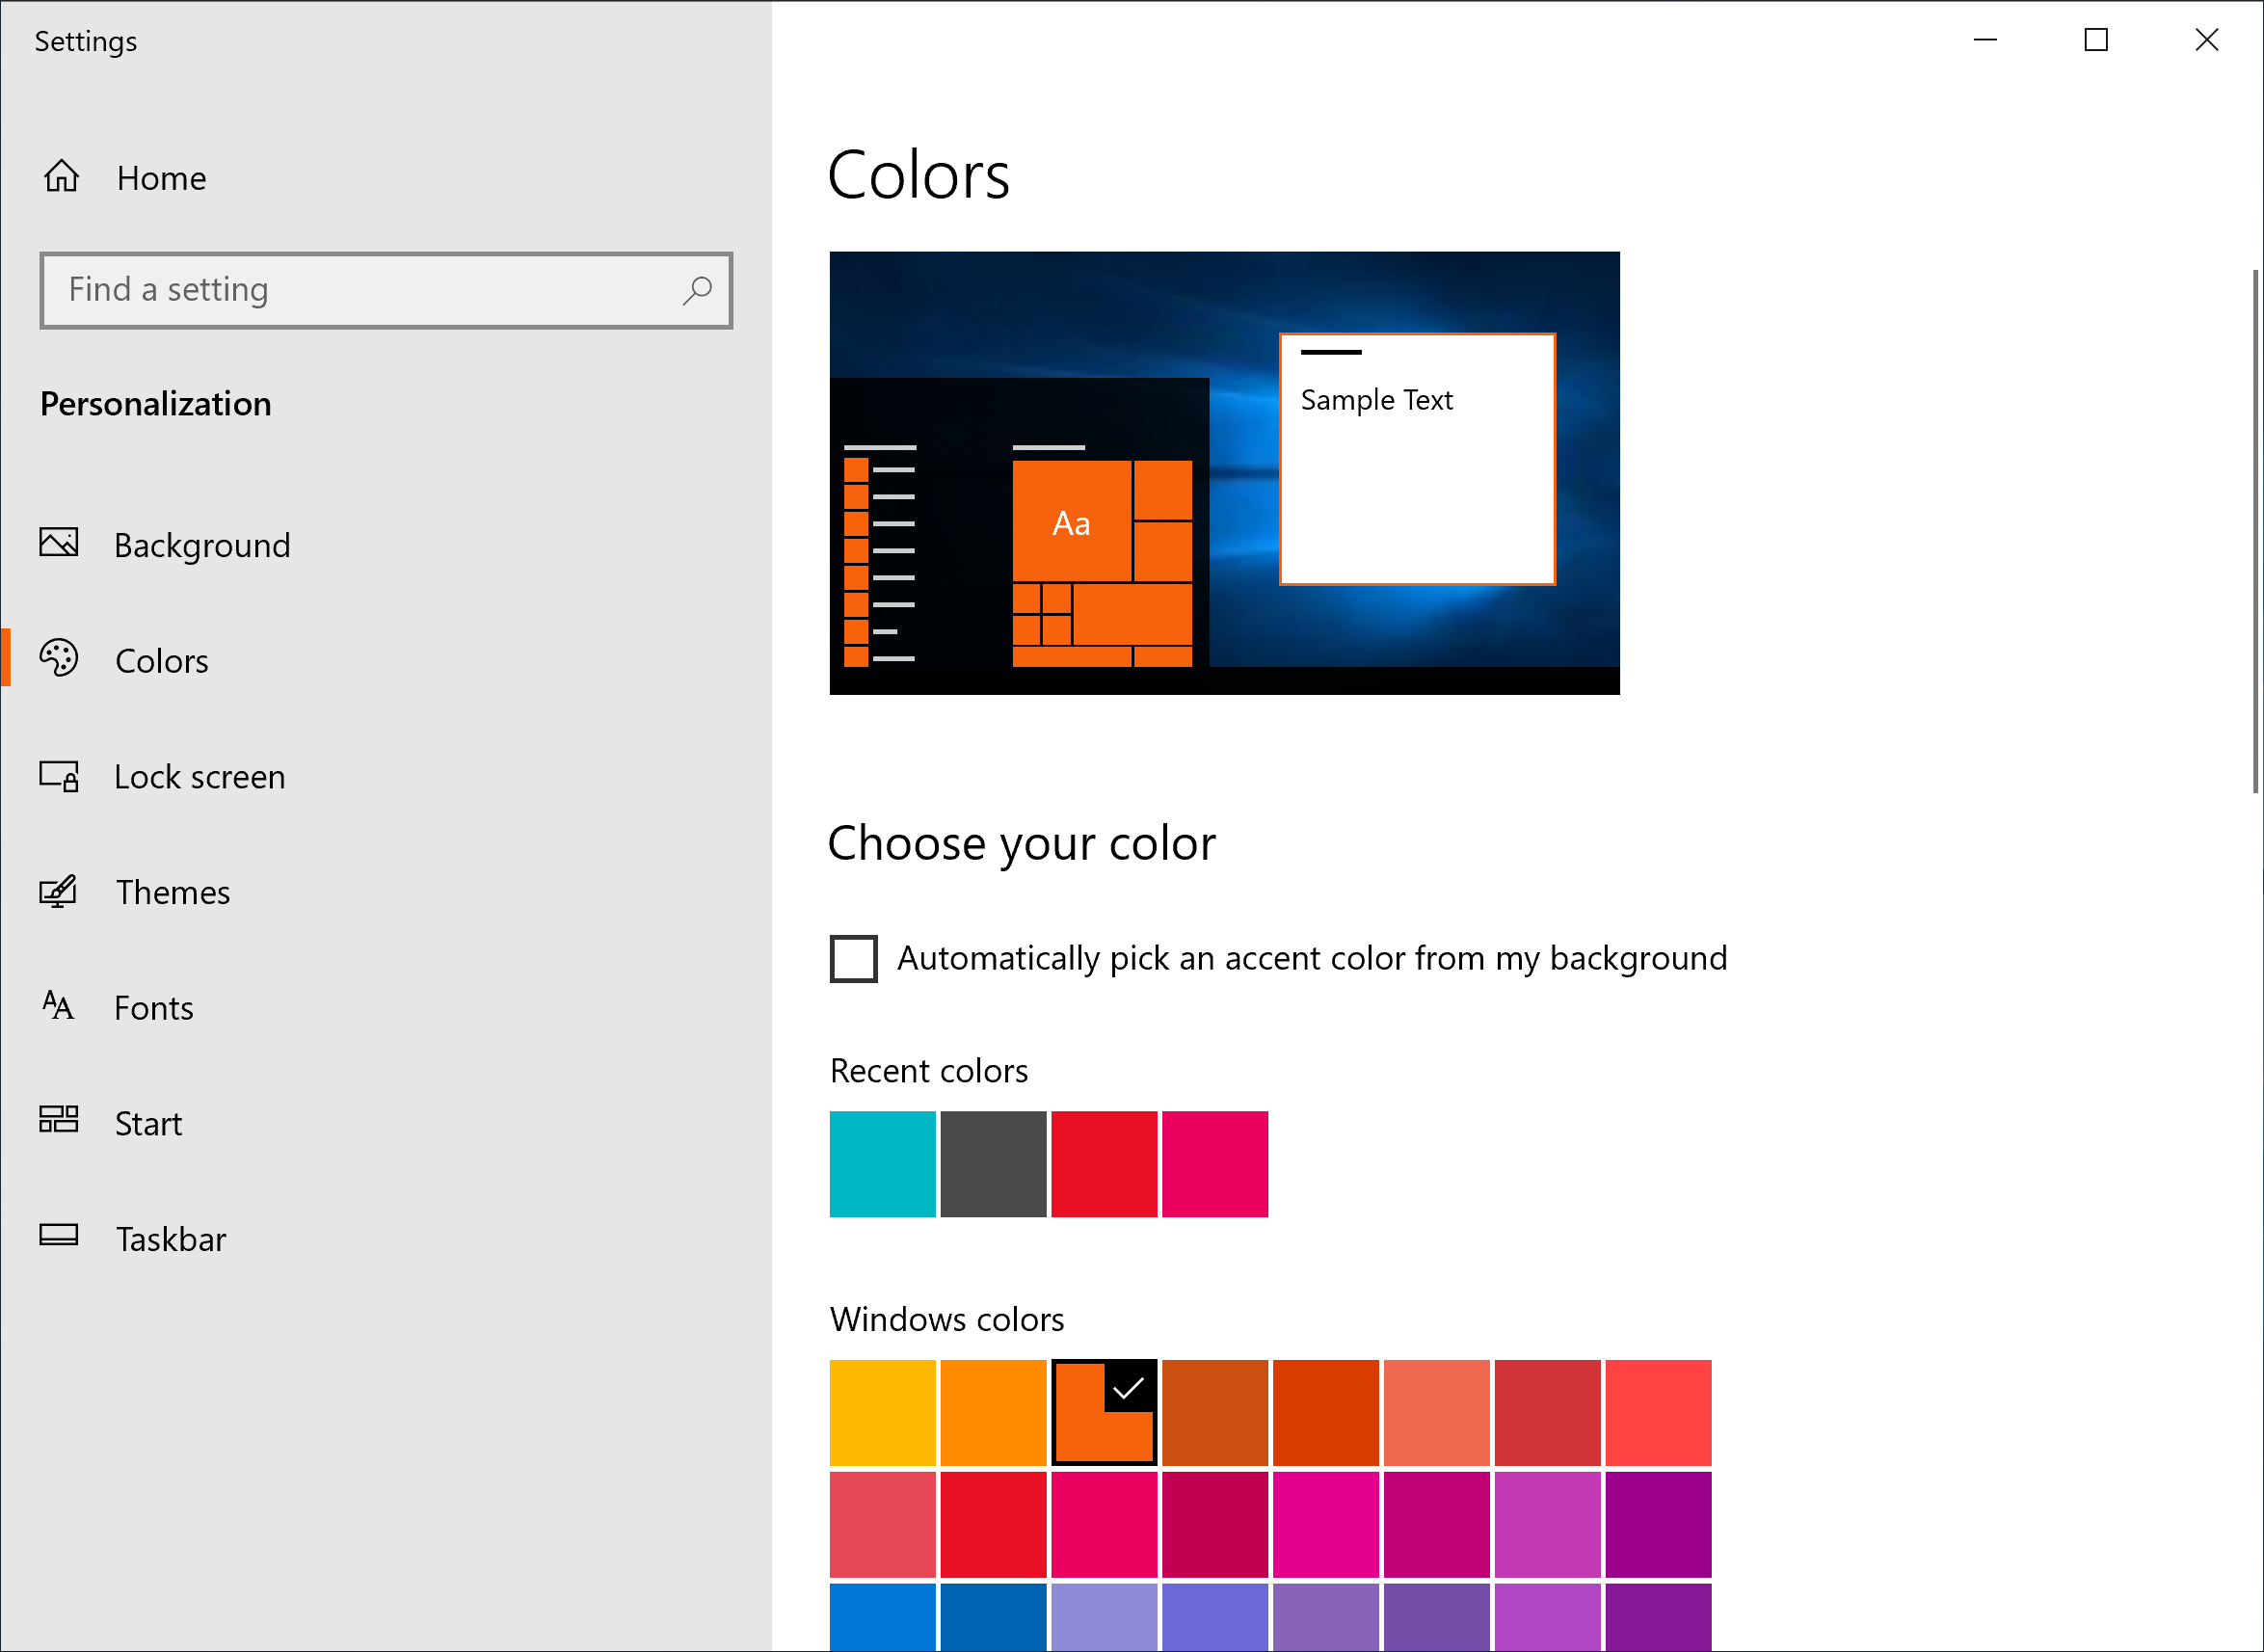 Settings
Home
Find a setting
Personalization
Background
Colors
Lock screen
Themes
Fonts
Start
Taskbar
Colors
Sample Text
Aa
Choose your color
Automatically pick an accent color from my background
Recent colors
Windows colors